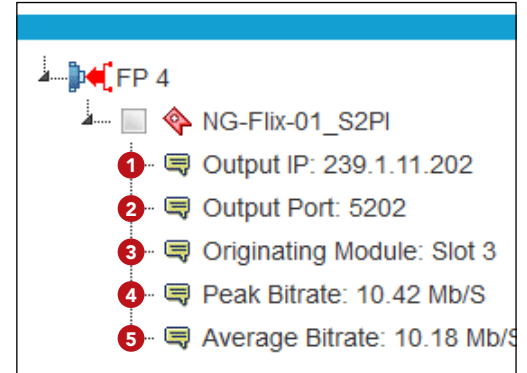 FP 4
NG-Flix-01_S2PI
1 Output IP: 239.1.11.202
2 Output Port: 5202
3 Originating Module: Slot 3
4 Peak Bitrate: 10.42 Mb/S
5 Average Bitrate: 10.18 Mb/S